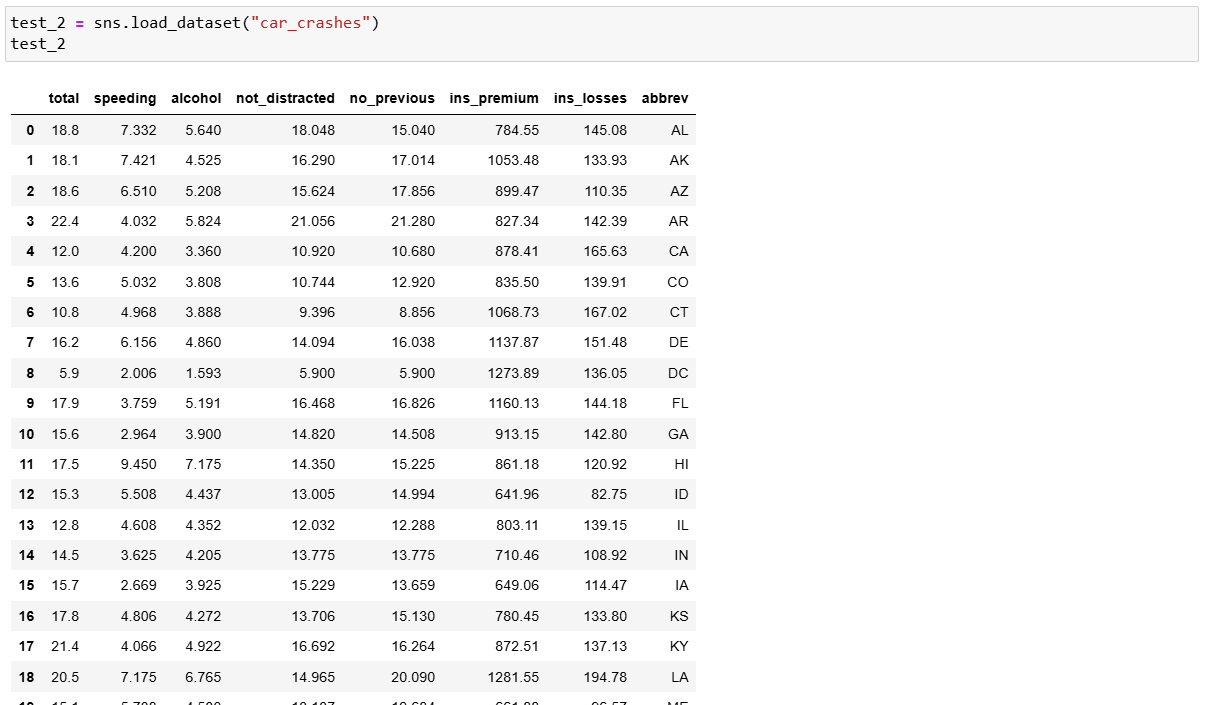 test_2 = sns.load_dataset("car_crashes")
test_2
total speeding alcohol not_distracted no_previous ins_premium ins_losses abbrev
0 18.8 7.332 5.640 18.048 15.040 784.55 145.08 AL
1 18.1 7.421 4.525 16.290 17.014 1053.48 133.93 AK
2 18.6 6.510 5.208 15.624 17.856 899.47 110.35 AZ
3 22.4 4.032 5.824 21.056 21.280 827.34 142.39 AR
4 12.0 4.200 3.360 10.920 10.680 878.41 165.63 CA
5 13.6 5.032 3.808 10.744 12.920 835.50 139.91 CO
6 10.8 4.968 3.888 9.396 8.856 1068.73 167.02 CT
7 16.2 6.156 4.860 14.094 16.038 1137.87 151.48 DE
8 5.9 2.006 1.593 5.900 5.900 1273.89 136.05 DC
9 17.9 3.759 5.191 16.468 16.826 1160.13 144.18 FL
10 15.6 2.964 3.900 14.820 14.508 913.15 142.80 GA
11 17.5 9.450 7.175 14.350 15.225 861.18 120.92 HI
12 15.3 5.508 4.437 13.005 14.994 641.96 82.75 ID
13 12.8 4.608 4.352 12.032 12.288 803.11 139.15 IL
14 14.5 3.625 4.205 13.775 13.775 710.46 108.92 IN
15 15.7 2.669 3.925 15.229 13.659 649.06 114.47 IA
16 17.8 4.806 4.272 13.706 15.130 780.45 133.80 KS
17 21.4 4.066 4.922 16.692 16.264 872.51 137.13 KY
18 20.5 7.175 6.765 14.965 20.090 1281.55 194.78 LA